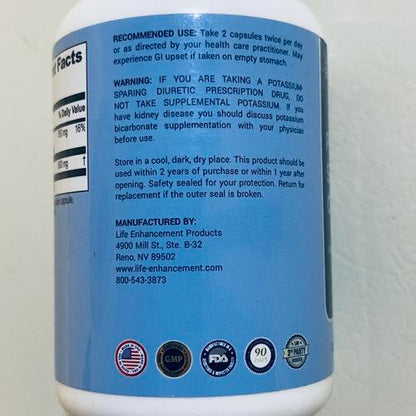 t Facts
% Daily Value
16%
†
RECOMMENDED USE: Take 2 capsules twice per day
or as directed by your health care practitioner. May
experience GI upset if taken on empty stomach.
WARNING: IF YOU ARE TAKING A POTASSIUM-
SPARING DIURETIC PRESCRIPTION DRUG, DO
NOT TAKE SUPPLEMENTAL POTASSIUM. If you
have kidney disease you should discuss potassium
bicarbonate supplementation with your physician
before use.
Store in a cool, dark, dry place. This product should be
used within 2 years of purchase or within 1 year after
opening. Safety sealed for your protection. Return for
replacement if the outer seal is broken.
MANUFACTURED BY:
Life Enhancement Products
4900 Mill St., Ste. B-32
Reno, NV 89502
www.life-enhancement.com
800-543-3873
GMP
FDA
90
3rd PARTY